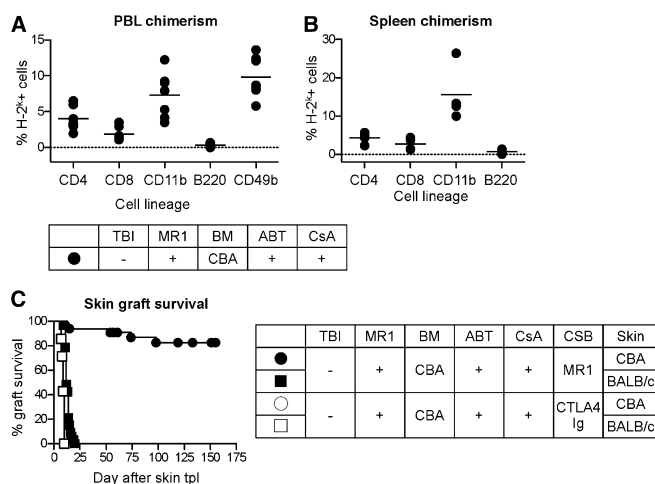 A
PBL chimerism
15
10
5
0
% H-2k+ cells
CD4 CD8 CD11b B220 CD49b
Cell lineage
B
Spleen chimerism
30
20
10
0
% H-2k+ cells
CD4 CD8 CD11b B220
Cell lineage
TBI MR1 BM ABT CsA
- + CBA + +
C
Skin graft survival
100
80
60
40
20
0
% graft survival
0 25 50 75 100 125 150 175
Day after skin tpl
TBI MR1 BM ABT CsA CSB Skin
- + CBA + + MR1 CBA
BALB/c
- + CBA + + CTLA4 Ig CBA
BALB/c